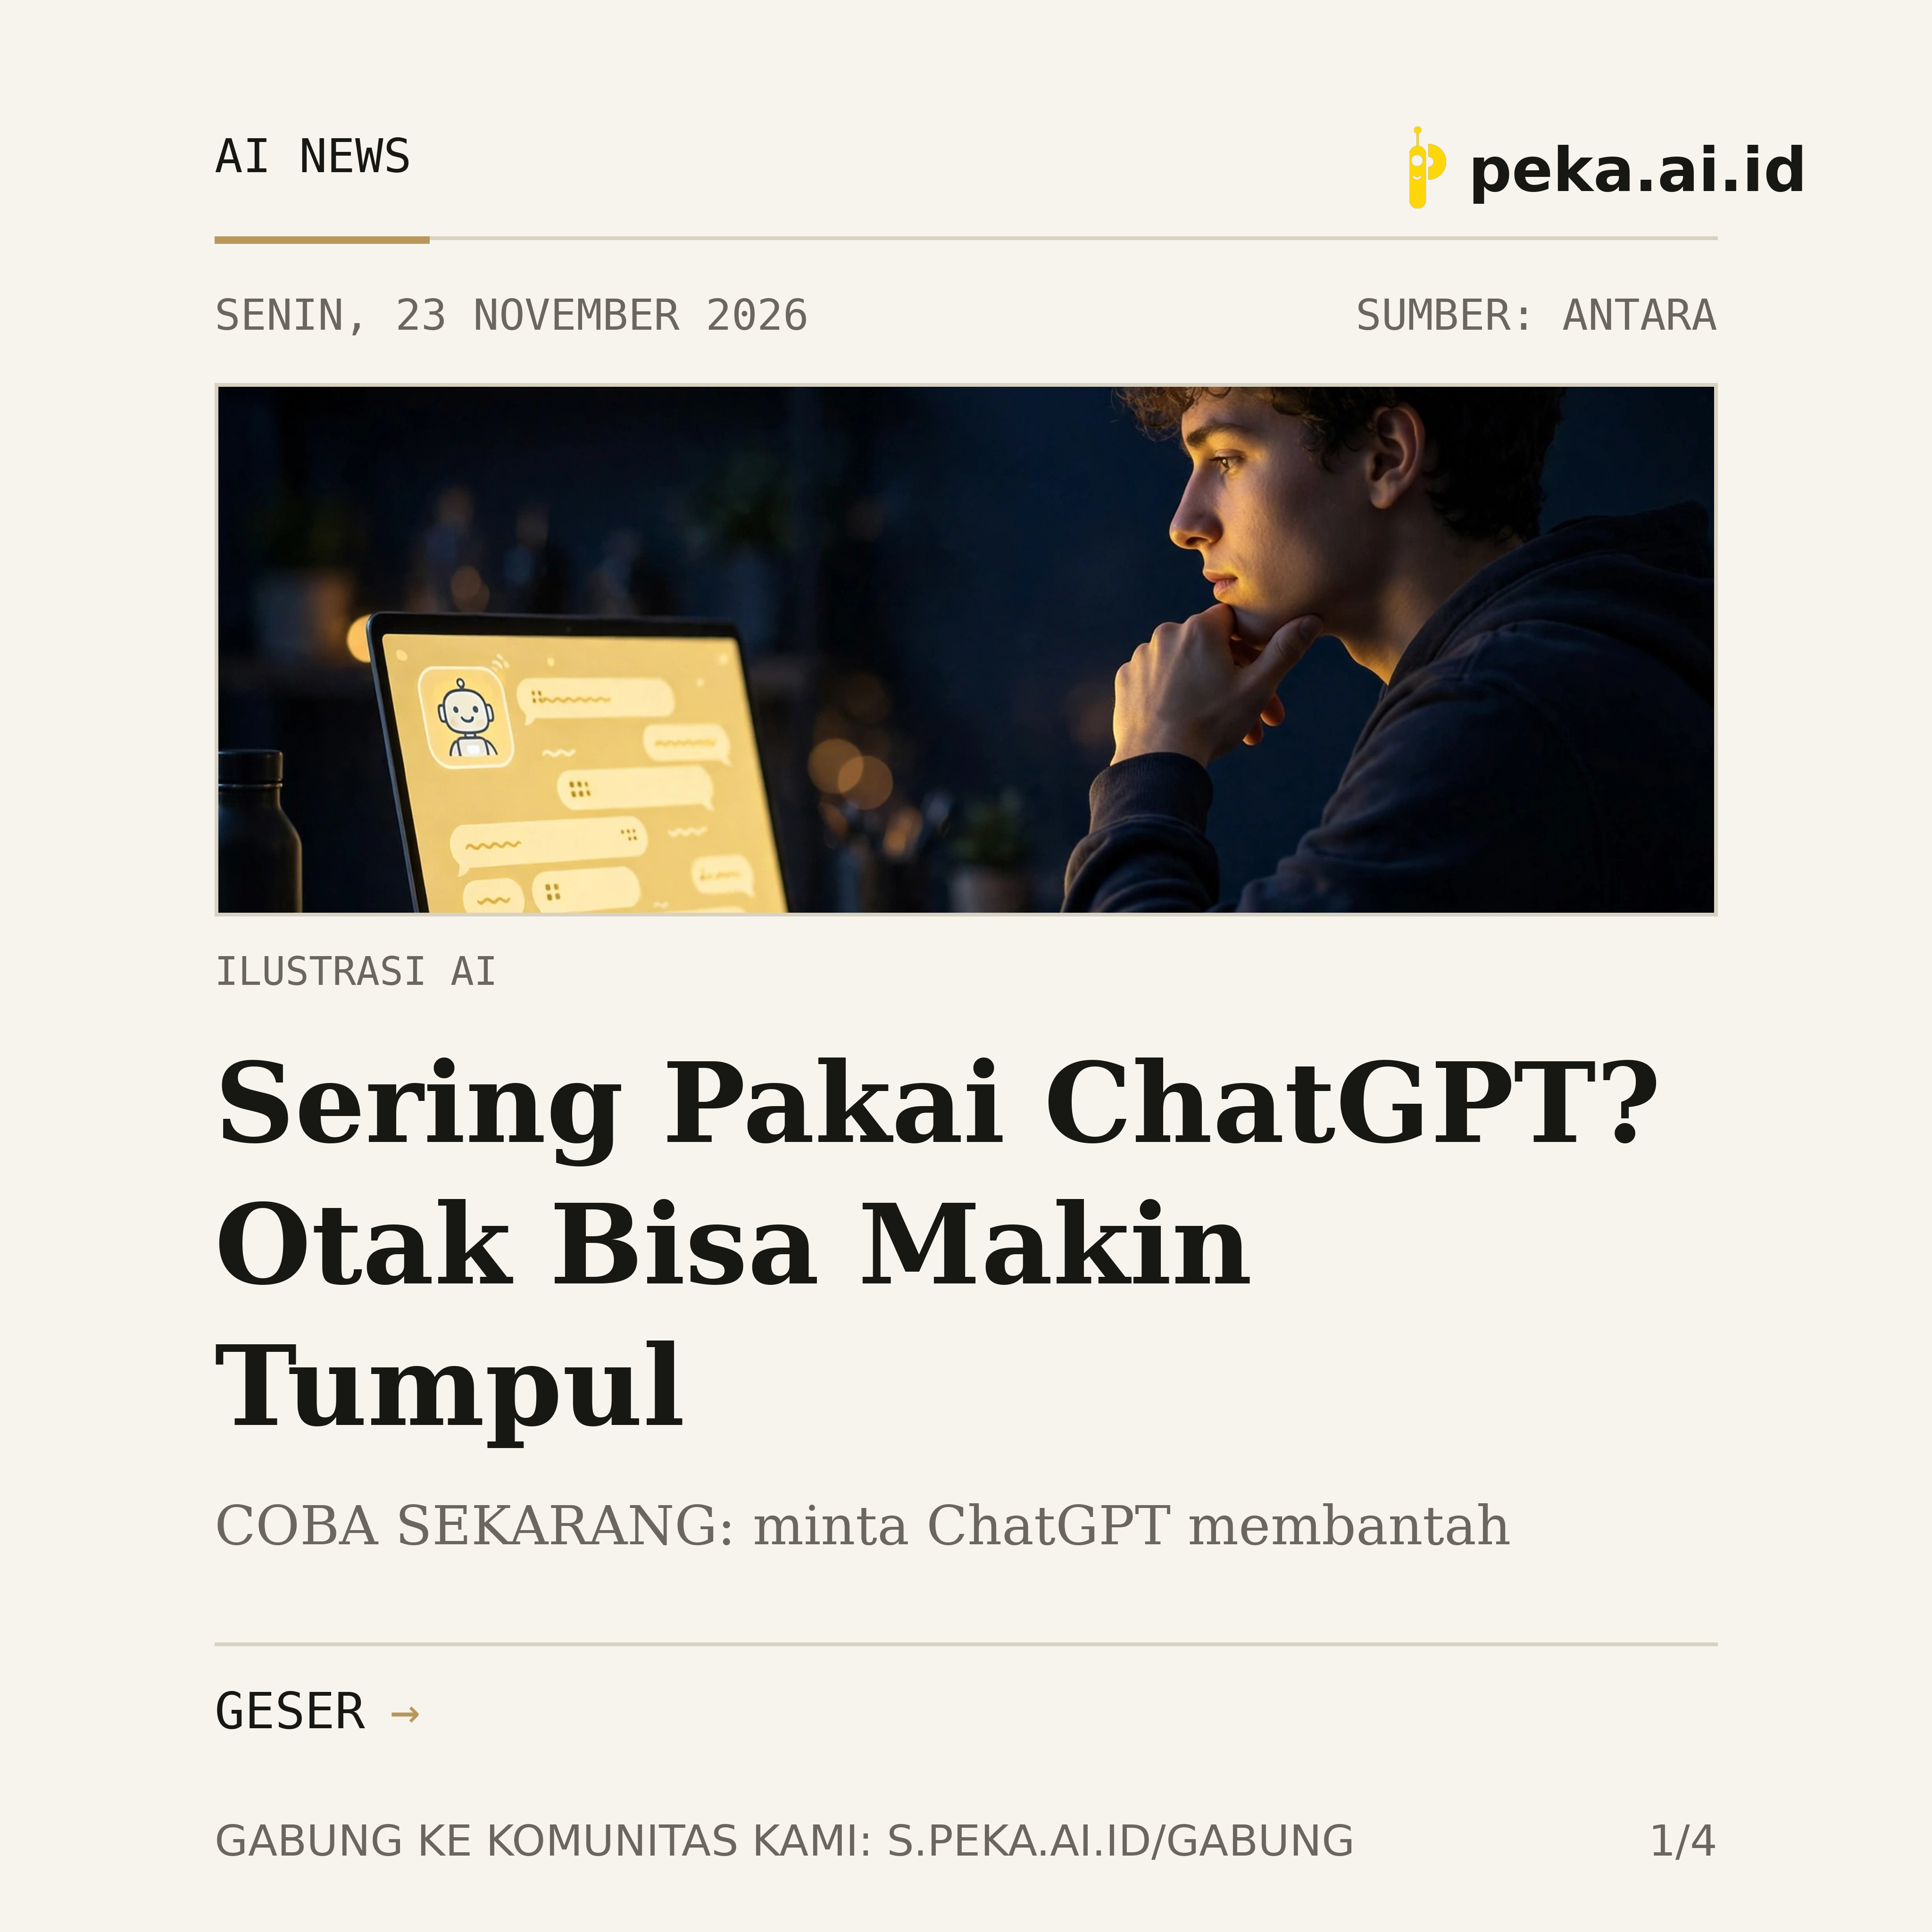 AI NEWS
peka.ai.id
SENIN, 23 NOVEMBER 2026
SUMBER: ANTARA
ILUSTRASI AI
Sering Pakai ChatGPT?
Otak Bisa Makin
Tumpul
COBA SEKARANG: minta ChatGPT membantah
GESER →
GABUNG KE KOMUNITAS KAMI: S.PEKA.AI.ID/GABUNG
1/4